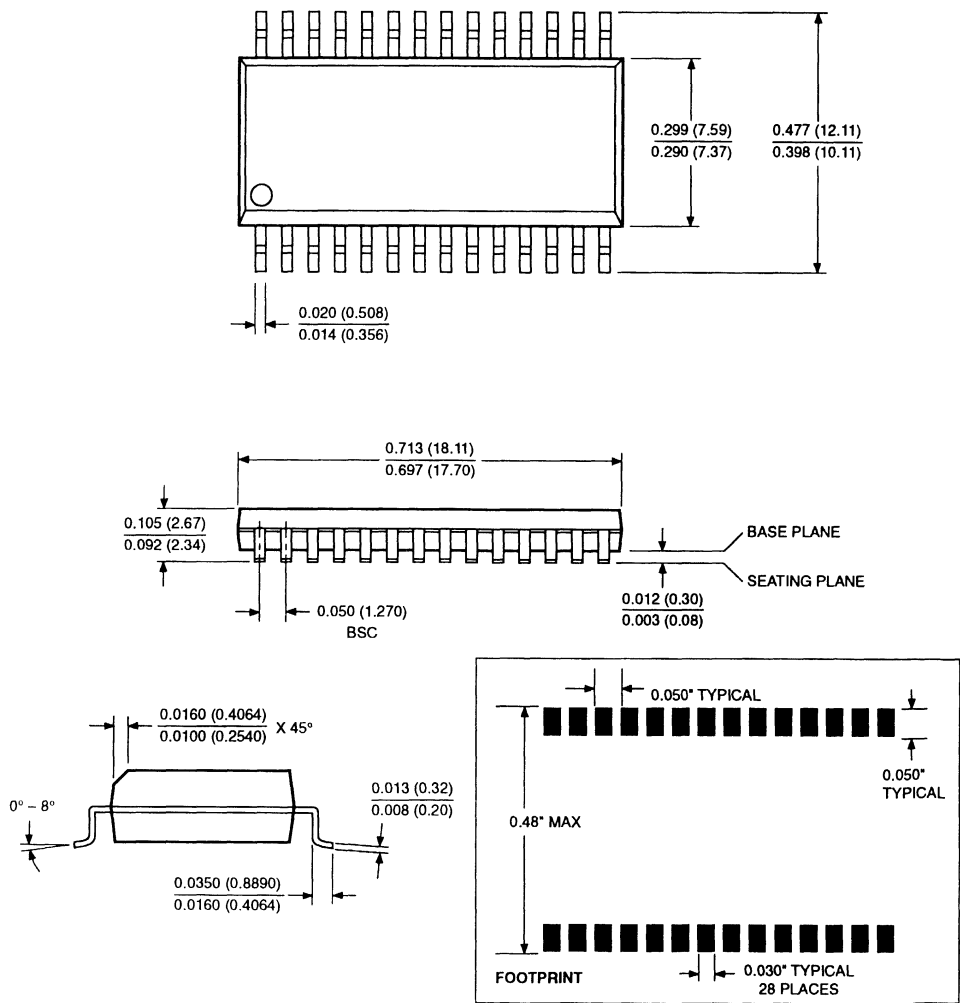 0.299 (7.59)
0.290 (7.37)
0.477 (12.11)
0.398 (10.11)
0.020 (0.508)
0.014 (0.356)
0.713 (18.11)
0.697 (17.70)
0.105 (2.67)
0.092 (2.34)
BASE PLANE
SEATING PLANE
0.050 (1.270)
BSC
0.012 (0.30)
0.003 (0.08)
0.0160 (0.4064)
0.0100 (0.2540)
X 45°
0° – 8°
0.013 (0.32)
0.008 (0.20)
0.0350 (0.8890)
0.0160 (0.4064)
0.050" TYPICAL
0.050"
TYPICAL
0.48" MAX
0.030" TYPICAL
28 PLACES
FOOTPRINT